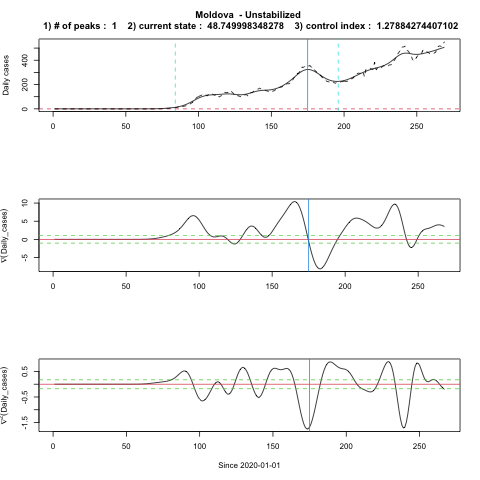 Moldova - Unstabilized
1) # of peaks : 1 2) current state : 48.749998348278 3) control index : 1.27884274407102
Daily cases
0 200 400
0 50 100 150 200 250
∇(Daily_cases)
-5 0 5 10
0 50 100 150 200 250
∇²(Daily_cases)
-1.5 -0.5 0.5
0 50 100 150 200 250
Since 2020-01-01